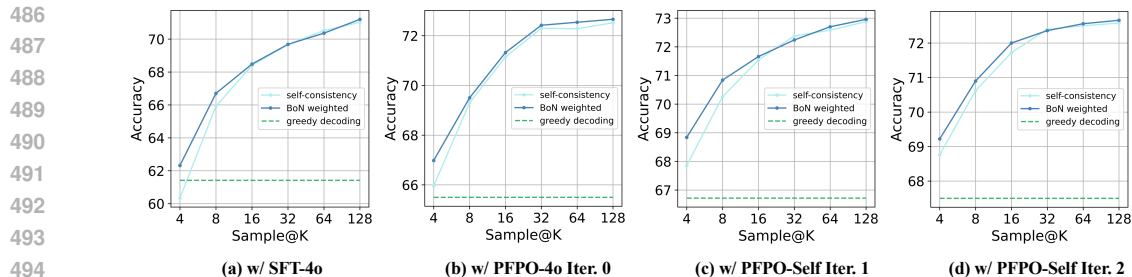 486
487
488
489
490
491
492
493
494
70
68
66
64
62
60
Accuracy
self-consistency
BoN weighted
greedy decoding
4 8 16 32 64 128
Sample@K
(a) w/ SFT-4o
72
70
68
66
Accuracy
self-consistency
BoN weighted
greedy decoding
4 8 16 32 64 128
Sample@K
(b) w/ PFPO-4o Iter. 0
73
72
71
70
69
68
67
Accuracy
self-consistency
BoN weighted
greedy decoding
4 8 16 32 64 128
Sample@K
(c) w/ PFPO-Self Iter. 1
72
71
70
69
68
Accuracy
self-consistency
BoN weighted
greedy decoding
4 8 16 32 64 128
Sample@K
(d) w/ PFPO-Self Iter. 2